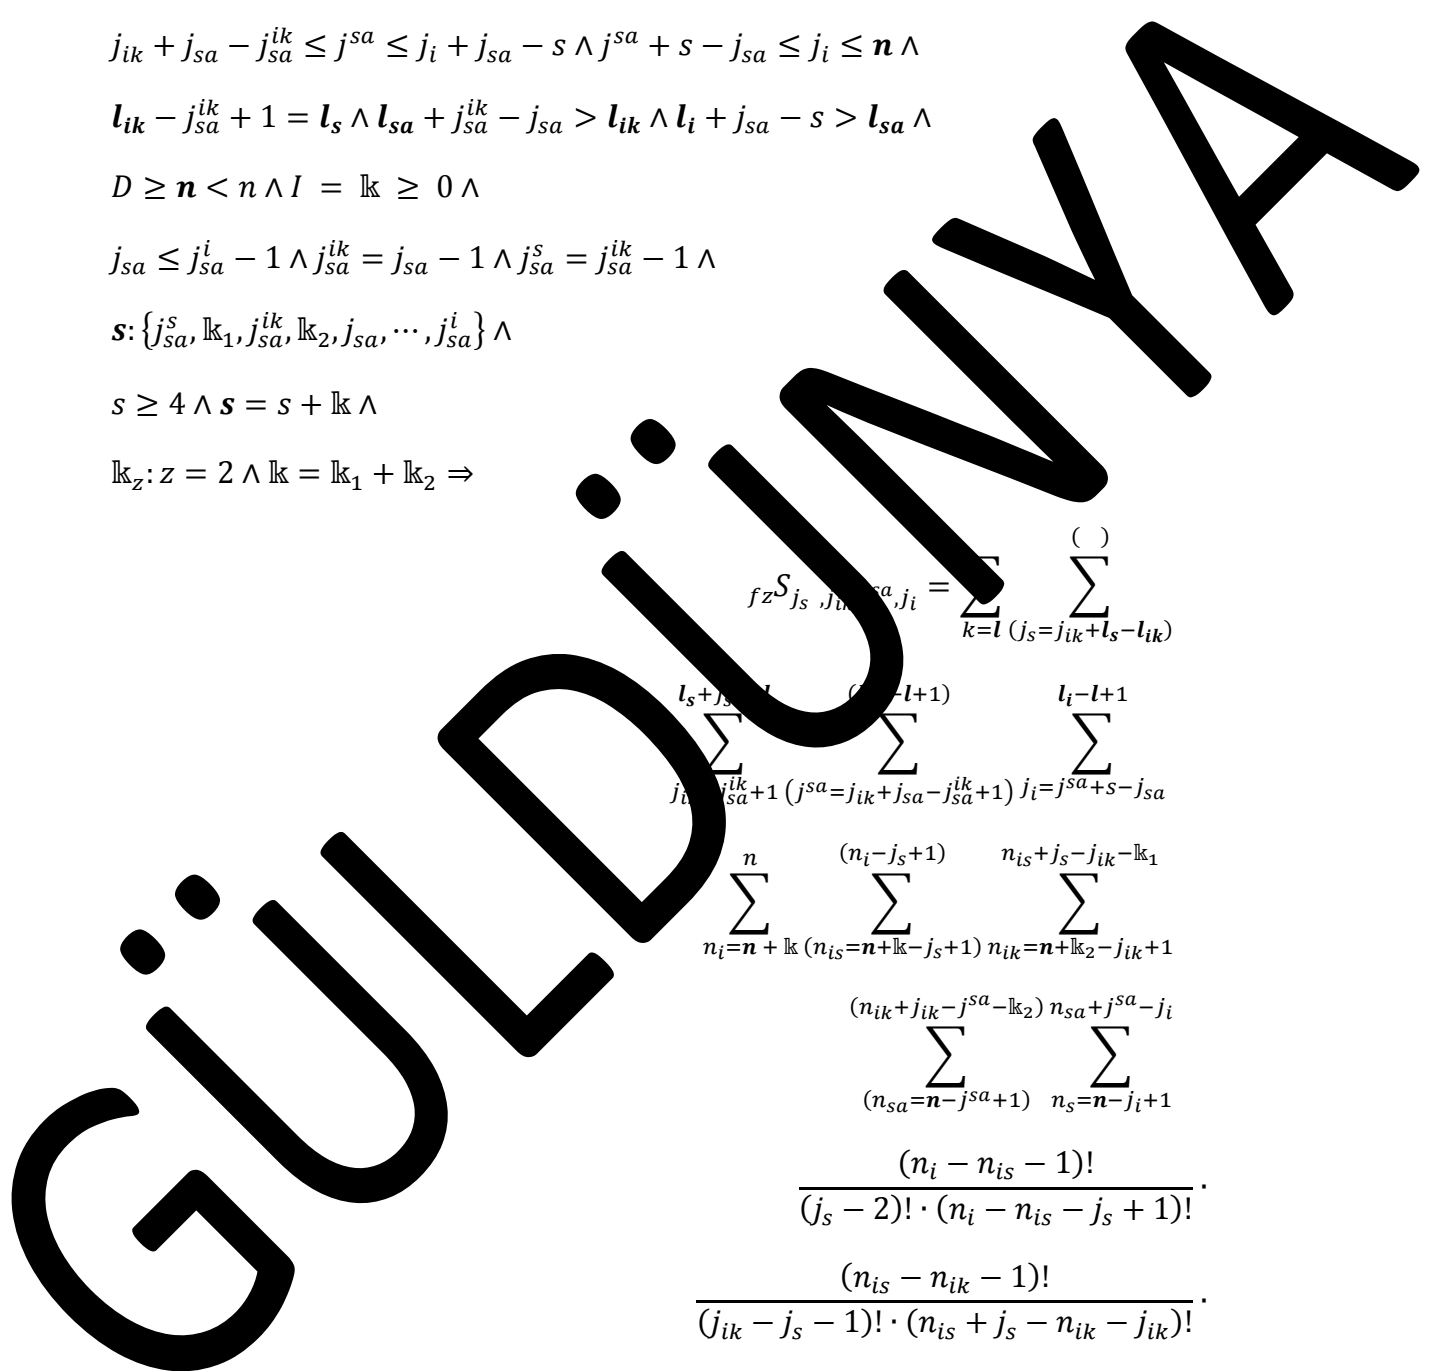 j_{ik} + j_{sa} − j_{sa}^{ik} ≤ j^{sa} ≤ j_i + j_{sa} − s ∧ j^{sa} + s − j_{sa} ≤ j_i ≤ n ∧
l_{ik} − j_{sa}^{ik} + 1 = l_s ∧ l_{sa} + j_{sa}^{ik} − j_{sa} > l_{ik} ∧ l_i + j_{sa} − s > l_{sa} ∧
D ≥ n < n ∧ I = 𝕜 ≥ 0 ∧
j_{sa} ≤ j_{sa}^i − 1 ∧ j_{sa}^{ik} = j_{sa} − 1 ∧ j_{sa}^s = j_{sa}^{ik} − 1 ∧
s: {j_{sa}^s, 𝕜_1, j_{sa}^{ik}, 𝕜_2, j_{sa}, ⋯, j_{sa}^i} ∧
s ≥ 4 ∧ s = s + 𝕜 ∧
𝕜_z: z = 2 ∧ 𝕜 = 𝕜_1 + 𝕜_2 ⇒
( )
_{fz}S_{j_s, , j_i} = ∑ ∑
k=l (j_s=j_{ik}+l_s−l_{ik})
l_s+ −l+1) l_i−l+1
∑ ∑ ∑
+1 (j^{sa}=j_{ik}+j_{sa}−j_{sa}^{ik}+1) j_i=j^{sa}+s−j_{sa}
n (n_i−j_s+1) n_{is}+j_s−j_{ik}−𝕜_1
∑ ∑ ∑
n_i=n + 𝕜 (n_{is}=n+𝕜−j_s+1) n_{ik}=n+𝕜_2−j_{ik}+1
(n_{ik}+j_{ik}−j^{sa}−𝕜_2) n_{sa}+j^{sa}−j_i
∑ ∑
(n_{sa}=n−j^{sa}+1) n_s=n−j_i+1
(n_i − n_{is} − 1)!
(j_s − 2)! · (n_i − n_{is} − j_s + 1)! ·
(n_{is} − n_{ik} − 1)!
(j_{ik} − j_s − 1)! · (n_{is} + j_s − n_{ik} − j_{ik})! ·
GÜLDÜNYA